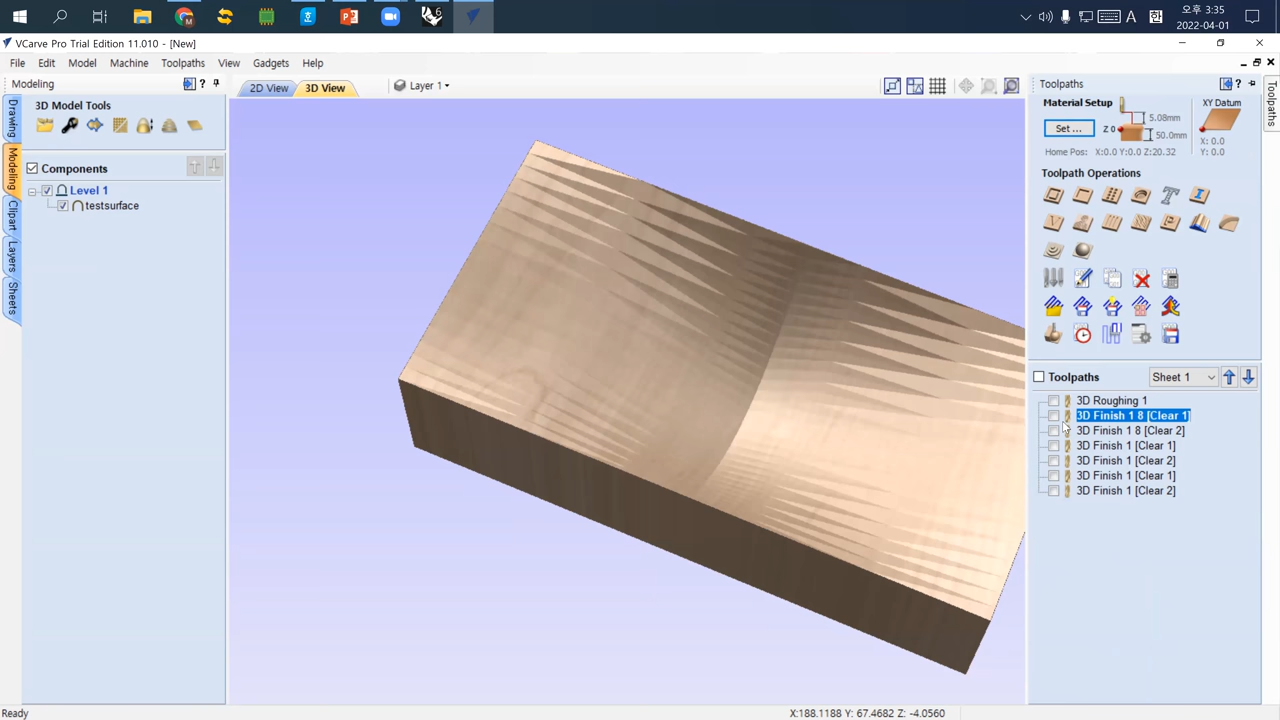 6
A
한
오후 3:35
2022-04-01
VCarve Pro Trial Edition 11.010 - [New]
File Edit Model Machine Toolpaths View Gadgets Help
Modeling
?
2D View
3D View
Layer 1
Toolpaths
?
3D Model Tools
Components
Level 1
testsurface
Drawing
Modeling
Clipart
Layers
Sheets
Material Setup
Set ...
Z 0
5.08mm
50.0mm
XY Datum
X: 0.0
Y: 0.0
Home Pos: X:0.0 Y:0.0 Z:20.32
Toolpath Operations
Toolpaths
Sheet 1
3D Roughing 1
3D Finish 1 8 [Clear 1]
3D Finish 1 8 [Clear 2]
3D Finish 1 [Clear 1]
3D Finish 1 [Clear 2]
3D Finish 1 [Clear 1]
3D Finish 1 [Clear 2]
Toolpaths
Ready
X:188.1188 Y: 67.4682 Z: -4.0560